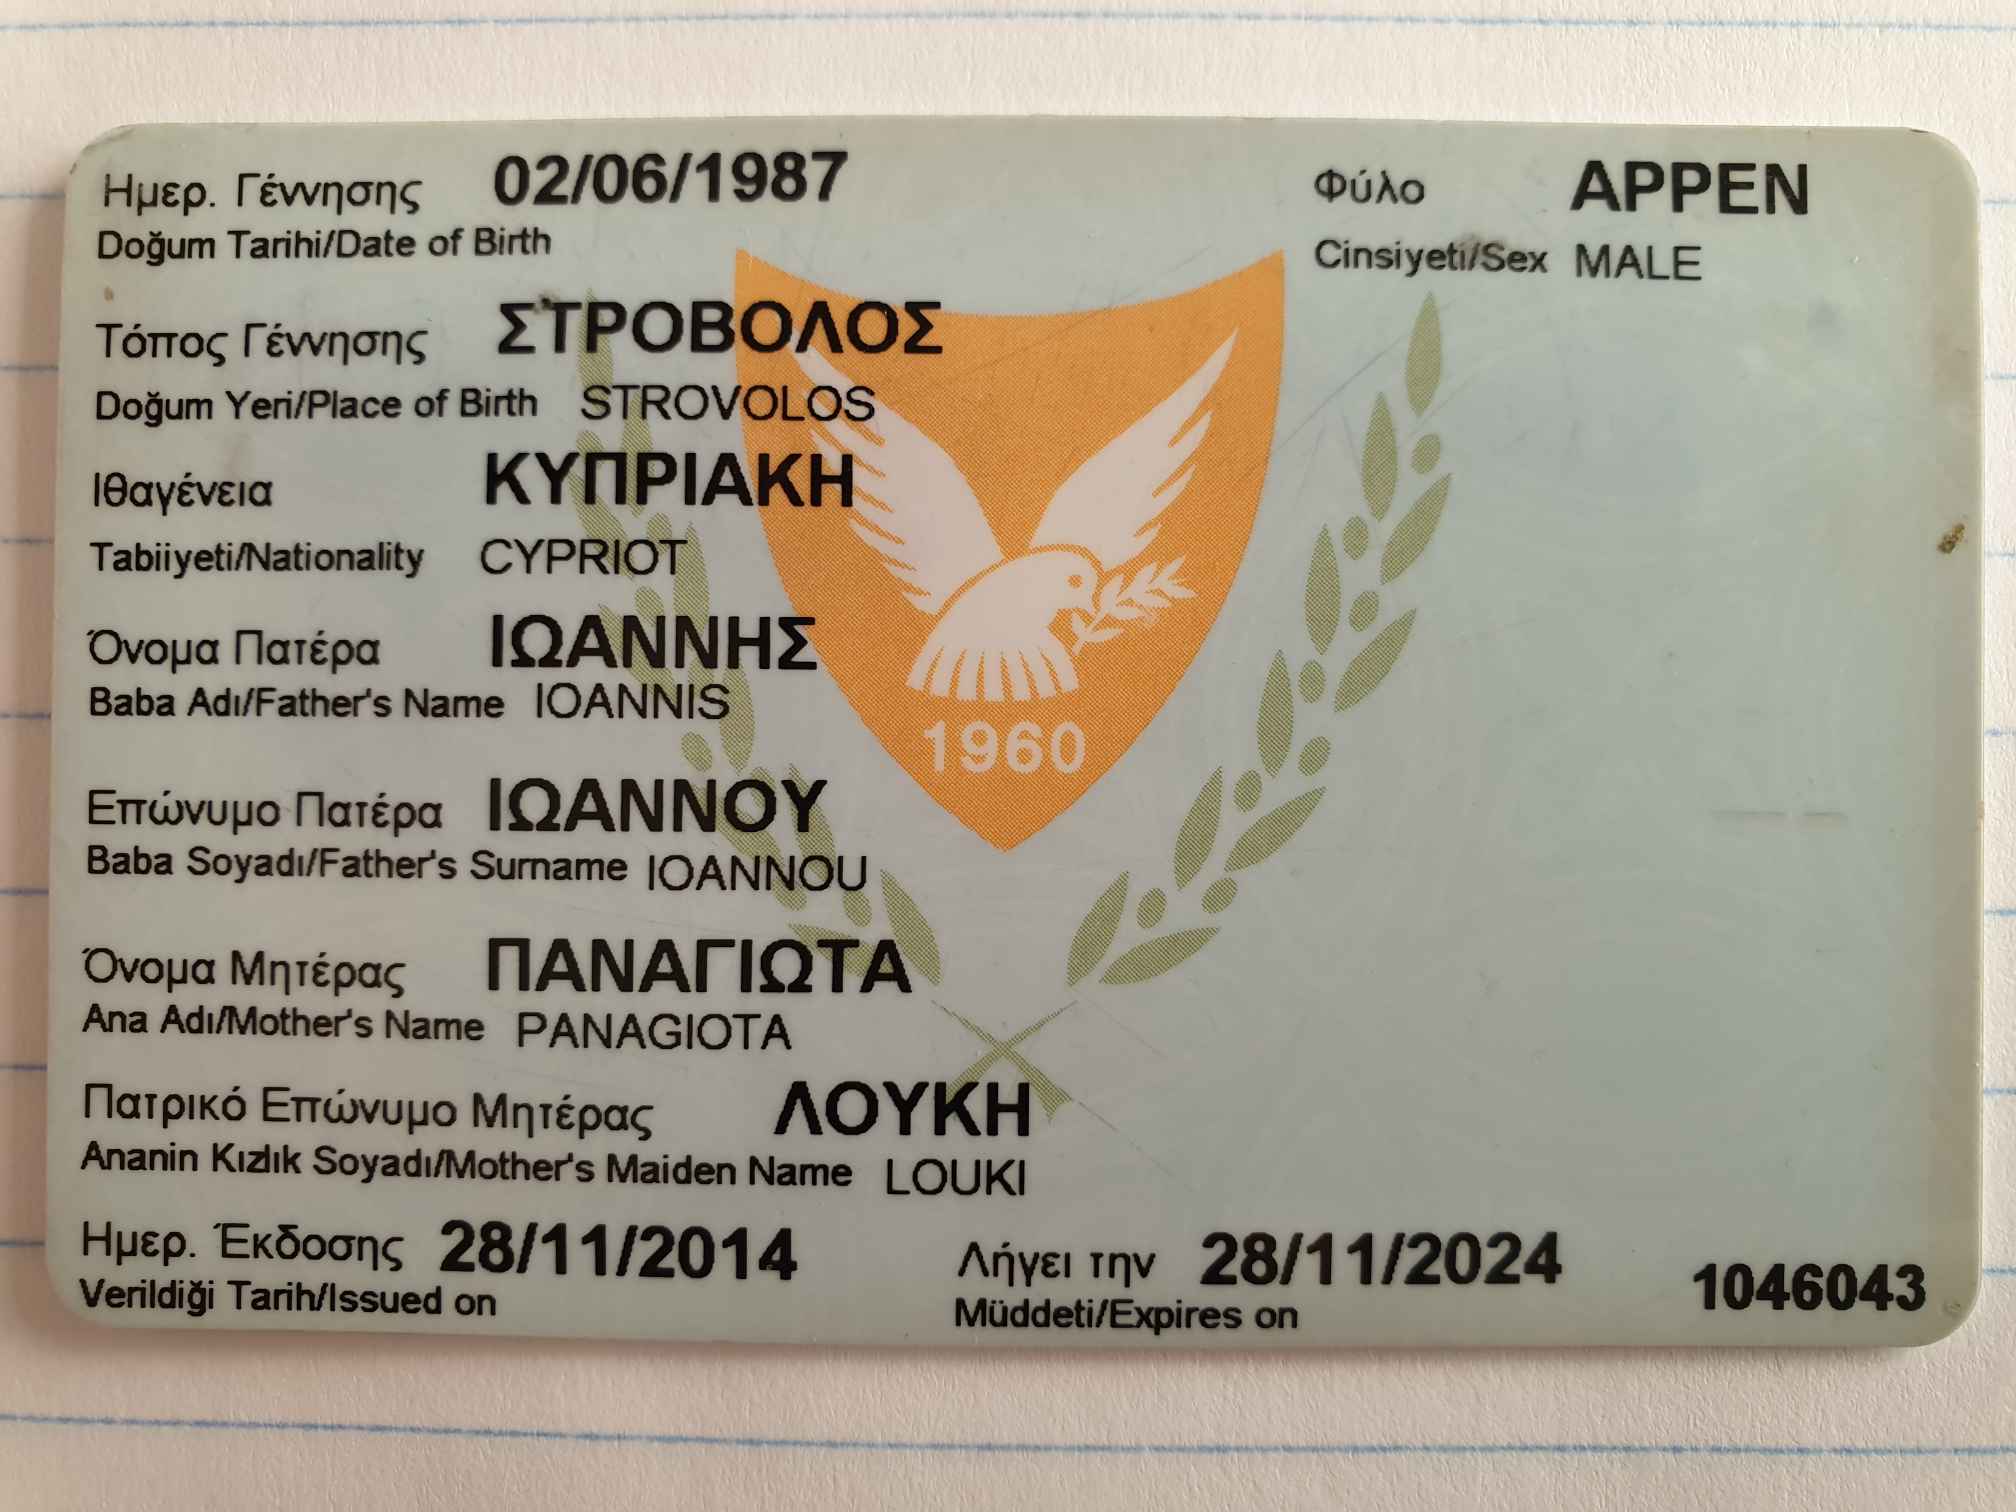 Ημερ. Γέννησης 02/06/1987 Φύλο ΑΡΡΕΝ
Doğum Tarihi/Date of Birth Cinsiyeti/Sex MALE
Τόπος Γέννησης ΣΤΡΟΒΟΛΟΣ
Doğum Yeri/Place of Birth STROVOLOS
Ιθαγένεια ΚΥΠΡΙΑΚΗ
Tabiiyeti/Nationality CYPRIOT
Όνομα Πατέρα ΙΩΑΝΝΗΣ
Baba Adı/Father's Name IOANNIS
1960
Επώνυμο Πατέρα ΙΩΑΝΝΟΥ
Baba Soyadı/Father's Surname IOANNOU
Όνομα Μητέρας ΠΑΝΑΓΙΩΤΑ
Ana Adı/Mother's Name PANAGIOTA
Πατρικό Επώνυμο Μητέρας ΛΟΥΚΗ
Ananin Kızlık Soyadı/Mother's Maiden Name LOUKI
Ημερ. Έκδοσης 28/11/2014 Λήγει την 28/11/2024 1046043
Verildiği Tarih/Issued on Müddeti/Expires on